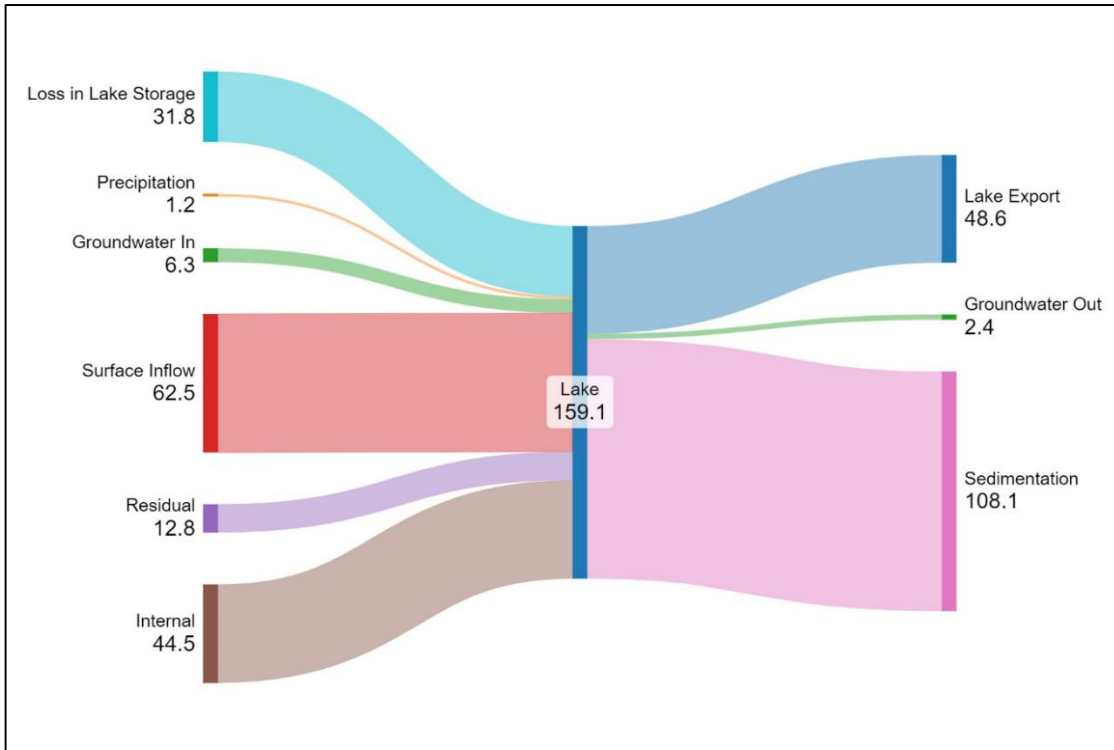 Loss in Lake Storage
31.8
Precipitation
1.2
Groundwater In
6.3
Surface Inflow
62.5
Residual
12.8
Internal
44.5
Lake
159.1
Lake Export
48.6
Groundwater Out
2.4
Sedimentation
108.1